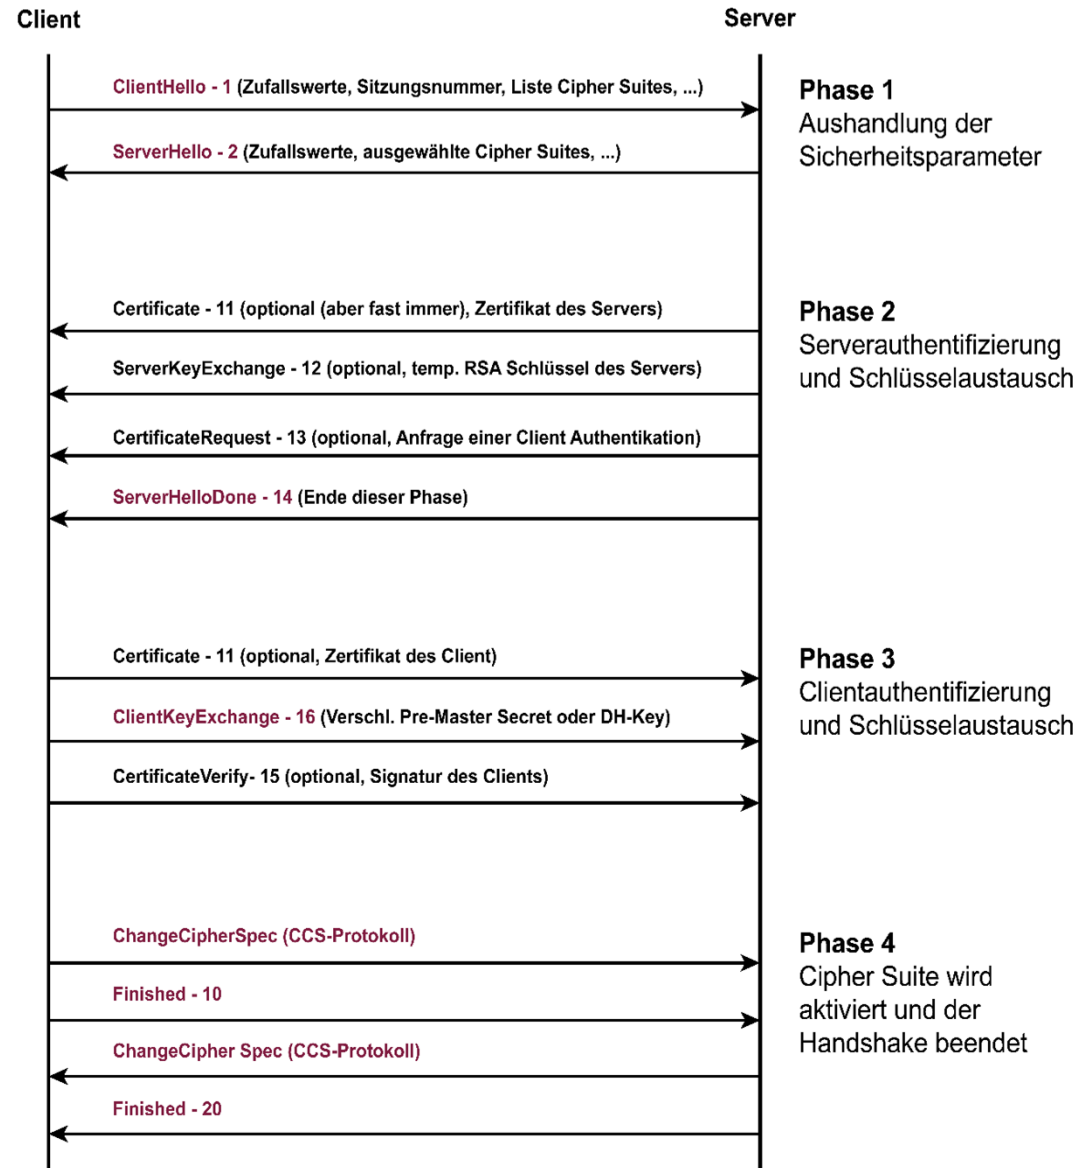 Client
Server
ClientHello - 1 (Zufallswerte, Sitzungsnummer, Liste Cipher Suites, ...)
Phase 1
Aushandlung der
Sicherheitsparameter
ServerHello - 2 (Zufallswerte, ausgewählte Cipher Suites, ...)
Certificate - 11 (optional (aber fast immer), Zertifikat des Servers)
Phase 2
Serverauthentifizierung
und Schlüsselaustausch
ServerKeyExchange - 12 (optional, temp. RSA Schlüssel des Servers)
CertificateRequest - 13 (optional, Anfrage einer Client Authentikation)
ServerHelloDone - 14 (Ende dieser Phase)
Certificate - 11 (optional, Zertifikat des Client)
Phase 3
Clientauthentifizierung
und Schlüsselaustausch
ClientKeyExchange - 16 (Verschl. Pre-Master Secret oder DH-Key)
CertificateVerify- 15 (optional, Signatur des Clients)
ChangeCipherSpec (CCS-Protokoll)
Phase 4
Cipher Suite wird
aktiviert und der
Handshake beendet
Finished - 10
ChangeCipher Spec (CCS-Protokoll)
Finished - 20